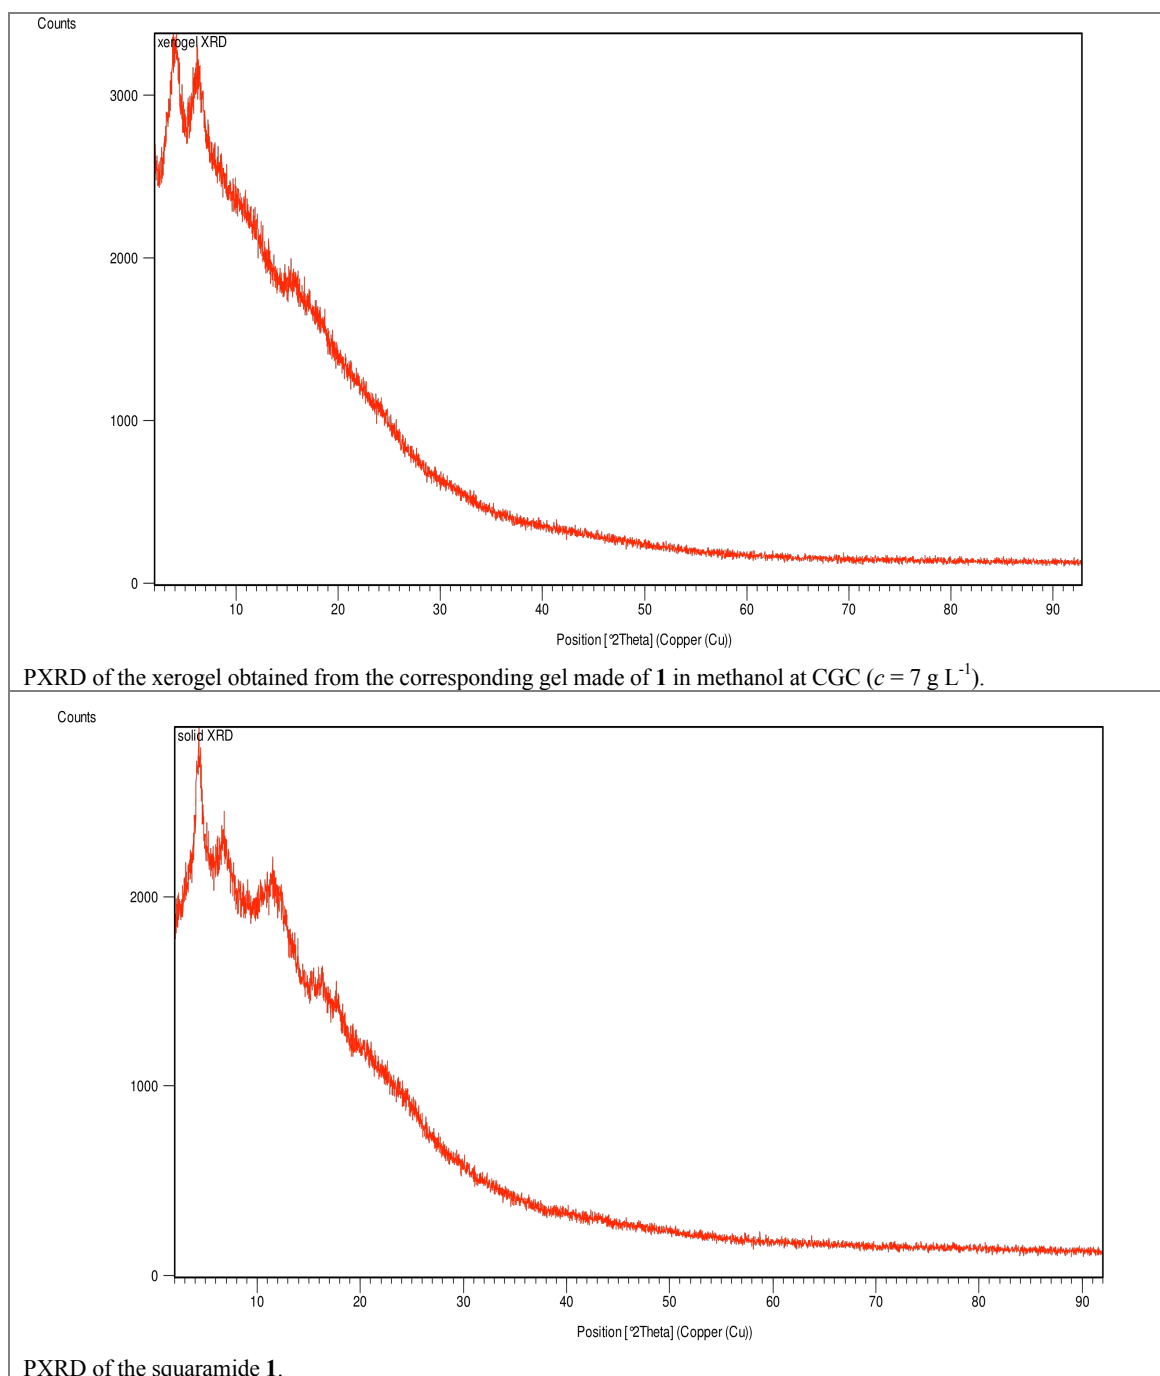 Counts
xerogel XRD
3000
2000
1000
0
10 20 30 40 50 60 70 80 90
Position [°2Theta] (Copper (Cu))
PXRD of the xerogel obtained from the corresponding gel made of 1 in methanol at CGC (c = 7 g L⁻¹).
Counts
solid XRD
2000
1000
0
10 20 30 40 50 60 70 80 90
Position [°2Theta] (Copper (Cu))
PXRD of the squaramide 1.